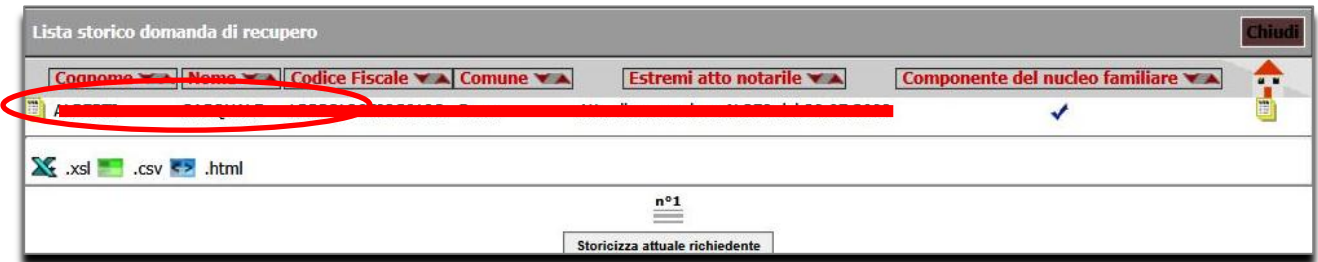 Lista storico domanda di recupero Chiudi
Cognome Nome Codice Fiscale Comune Estremi atto notarile Componente del nucleo familiare
.xsl .csv .html
n°1
Storicizza attuale richiedente